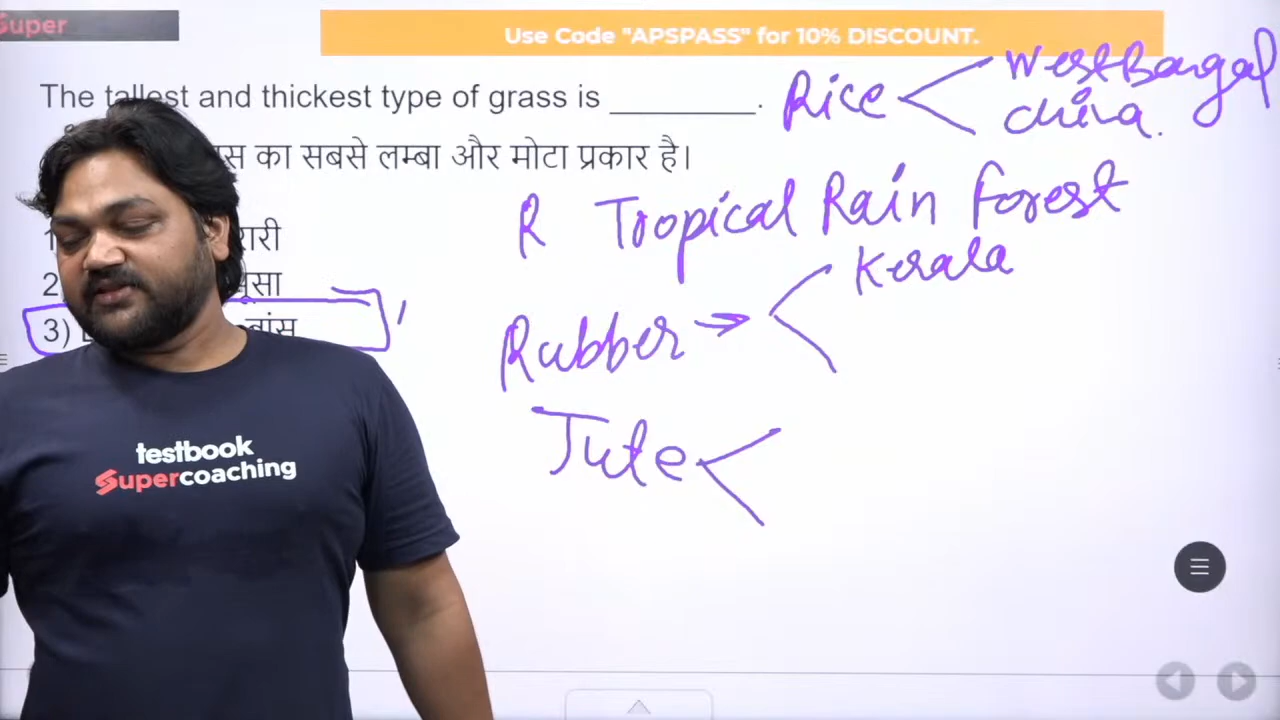 Super
Use Code "APSPASS" for 10% DISCOUNT.
The tallest and thickest type of grass is ________.
का सबसे लम्बा और मोटा प्रकार है।
Rice
West Bangal
China.
R Tropical Rain Forest
Kerala
Rubber →
Jute
1
2
3) बांस
testbook
Supercoaching